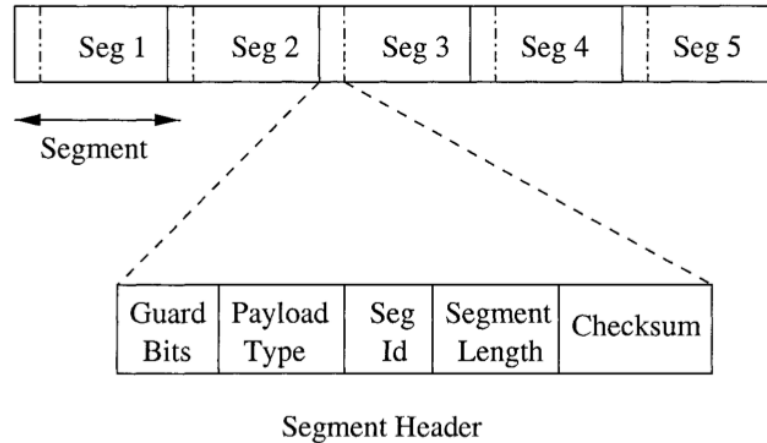 Seg 1 Seg 2 Seg 3 Seg 4 Seg 5
Segment
Guard Bits
Payload Type
Seg Id
Segment Length
Checksum
Segment Header